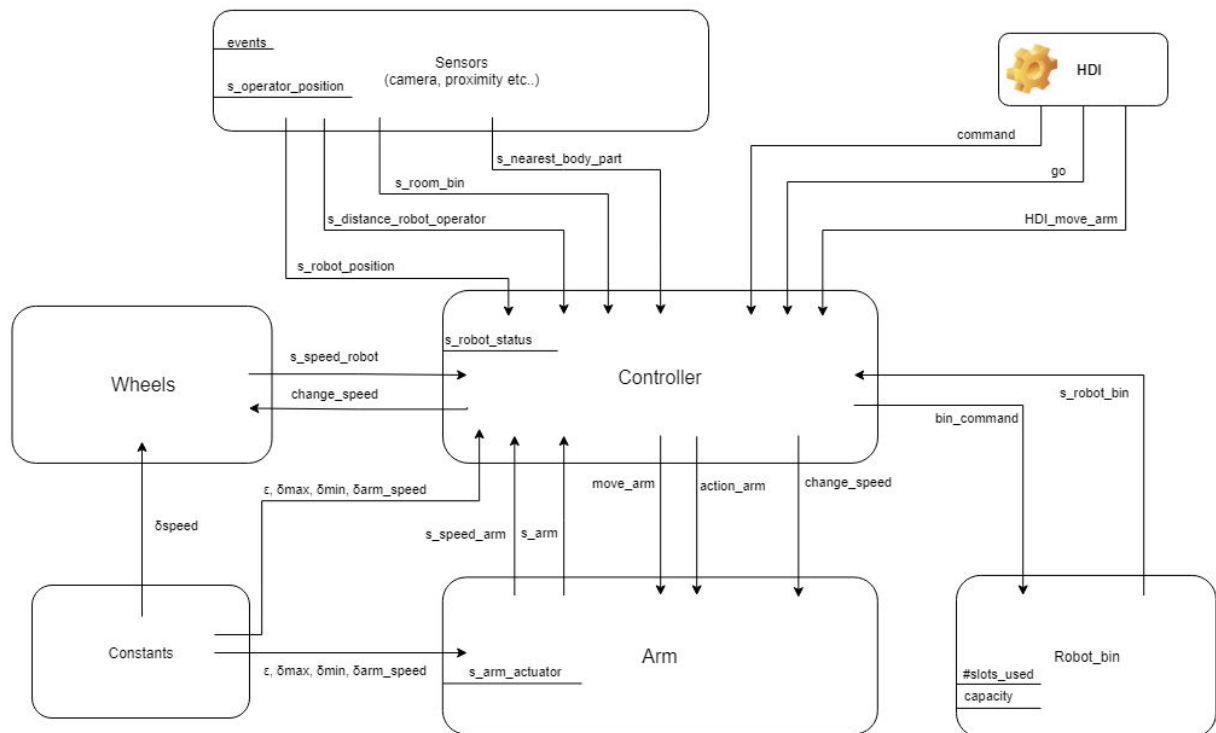 events
Sensors
(camera, proximity etc..)
s_operator_position
HDI
command
s_nearest_body_part
go
s_room_bin
s_distance_robot_operator
HDI_move_arm
s_robot_position
s_robot_status
s_speed_robot
Wheels
Controller
change_speed
s_robot_bin
bin_command
ε, δmax, δmin, δarm_speed
move_arm
action_arm
change_speed
δspeed
s_speed_arm
s_arm
Constants
ε, δmax, δmin, δarm_speed
Arm
s_arm_actuator
Robot_bin
#slots_used
capacity